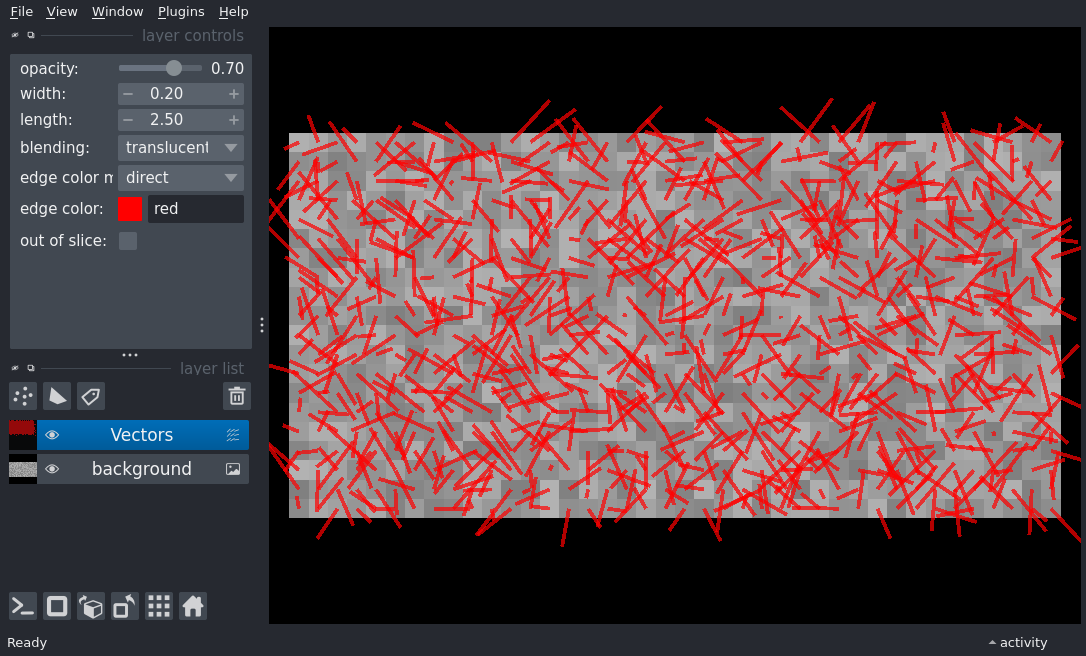 File View Window Plugins Help
layer controls
opacity: 0.70
width: − 0.20 +
length: − 2.50 +
blending: translucent
edge color m direct
edge color: red
out of slice:
layer list
Vectors
background
Ready
activity